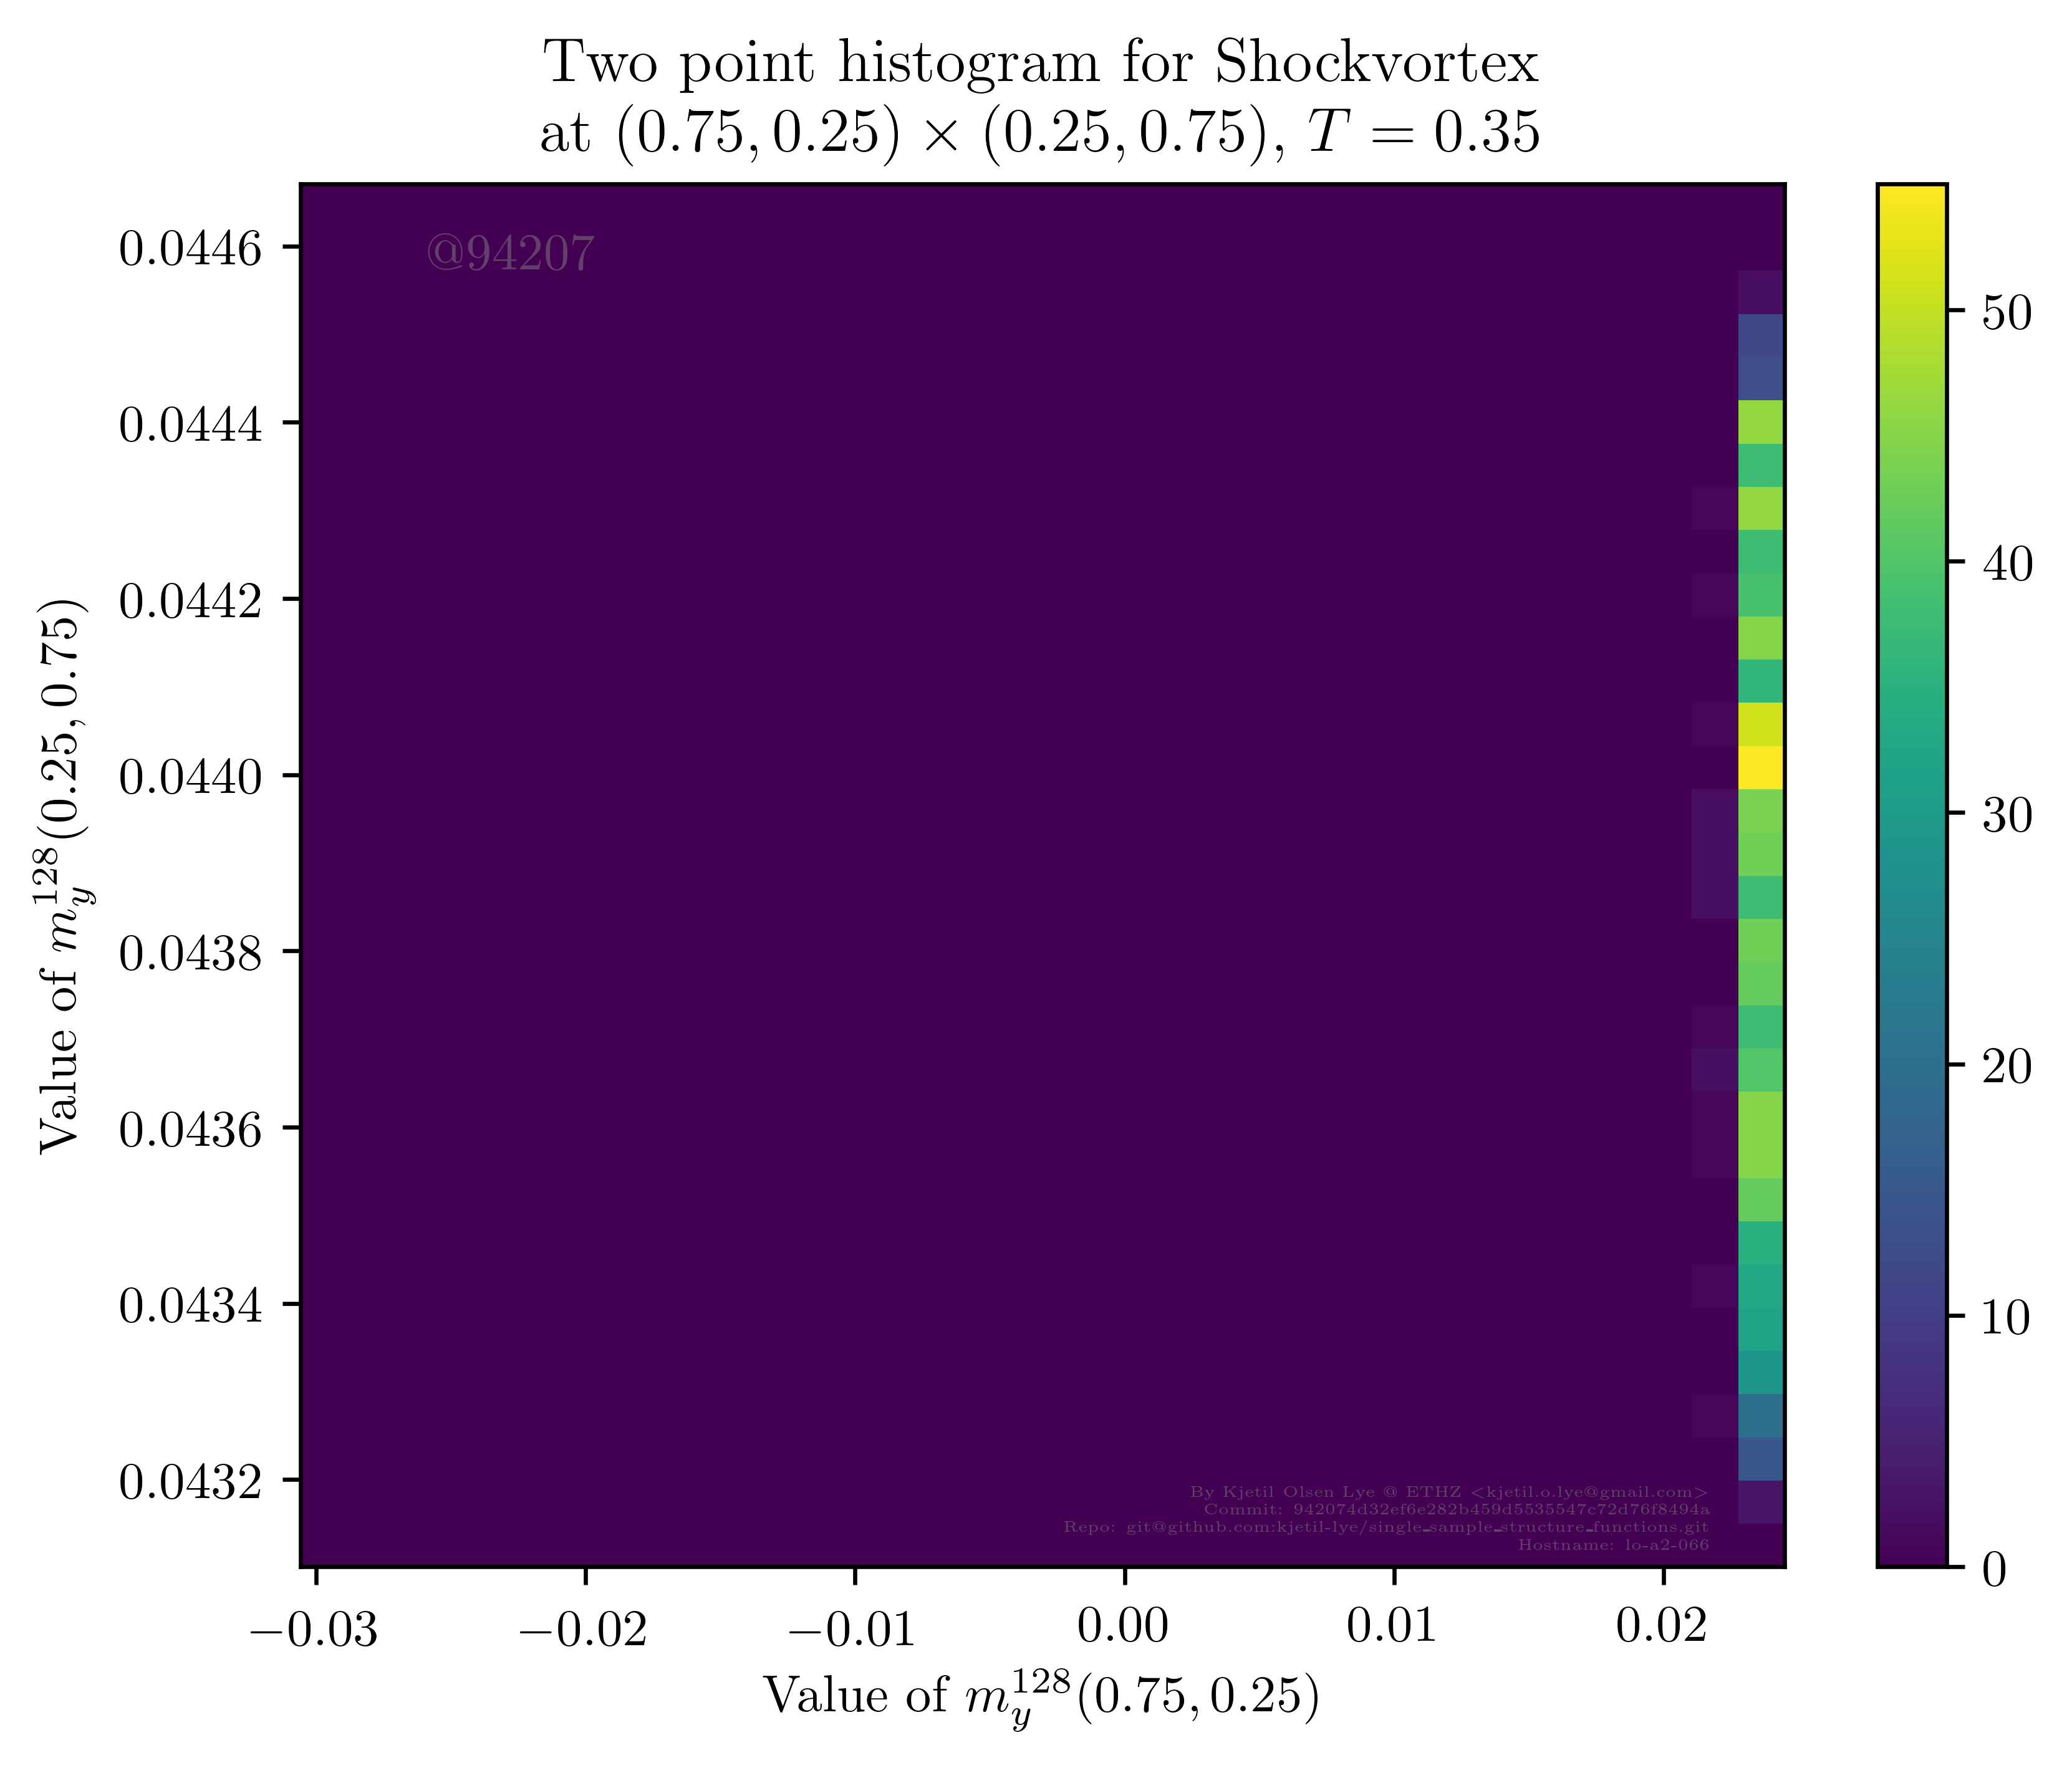 Two point histogram for Shockvortex
at (0.75, 0.25) × (0.25, 0.75), T = 0.35
@94207
0.0446
0.0444
0.0442
0.0440
0.0438
0.0436
0.0434
0.0432
Value of m_y^128(0.25, 0.75)
50
40
30
20
10
0
By Kjetil Olsen Lye @ ETHZ <kjetil.o.lye@gmail.com>
Commit: 942074d32ef6e282b459d5535547c72d76f8494a
Repo: git@github.com:kjetil-lye/single_sample_structure_functions.git
Hostname: lo-a2-066
−0.03 −0.02 −0.01 0.00 0.01 0.02
Value of m_y^128(0.75, 0.25)